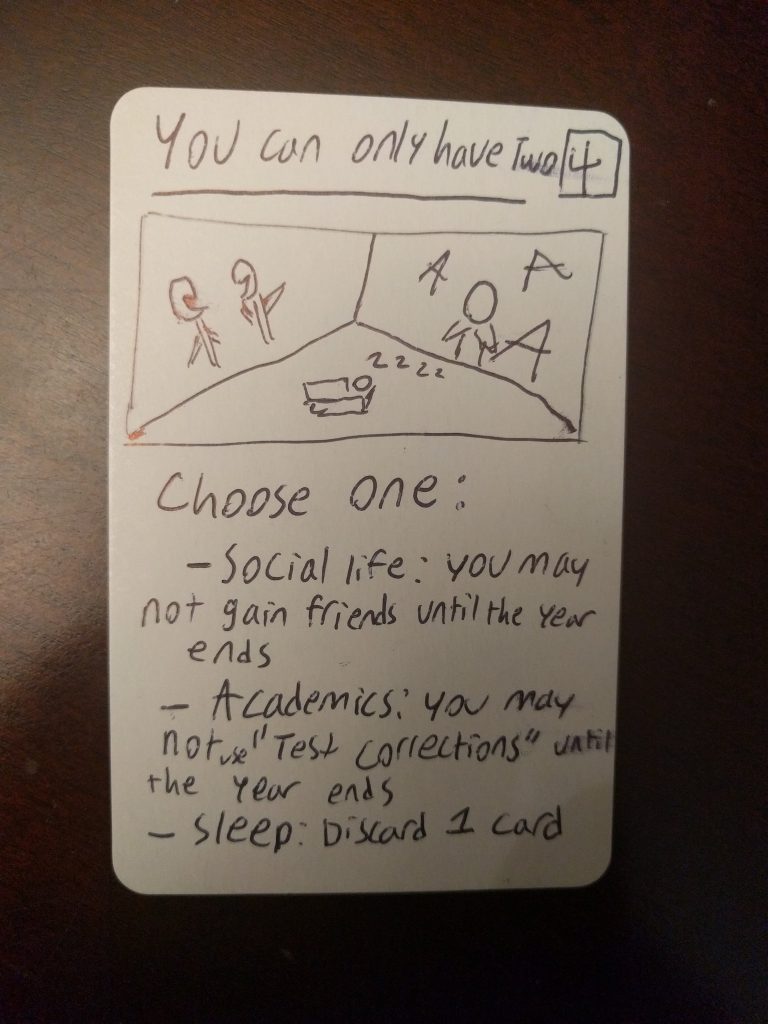 You can only have Two 4
A A
A
zzzz
Choose one:
- Social life: you may
not gain friends until the year
ends
- Academics: you may
not use "Test corrections" until
the year ends
- Sleep: Discard 1 card